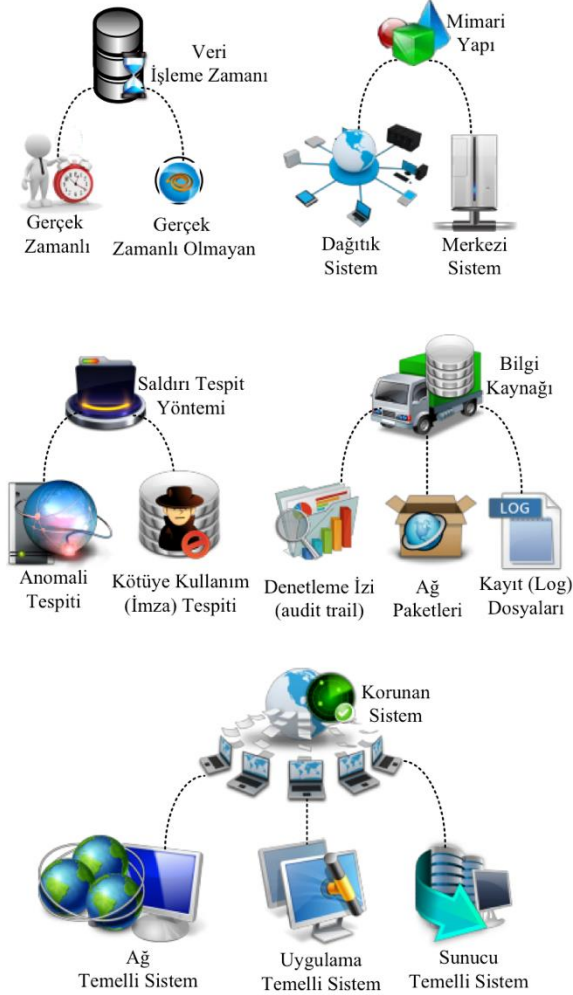 Veri
İşleme Zamanı
Gerçek
Zamanlı
Gerçek
Zamanlı Olmayan
Mimari
Yapı
Dağıtık
Sistem
Merkezi
Sistem
Saldırı Tespit
Yöntemi
Anomali
Tespiti
Kötüye Kullanım
(İmza) Tespiti
Bilgi
Kaynağı
LOG
Denetleme İzi
(audit trail)
Ağ
Paketleri
Kayıt (Log)
Dosyaları
Korunan
Sistem
Ağ
Temelli Sistem
Uygulama
Temelli Sistem
Sunucu
Temelli Sistem